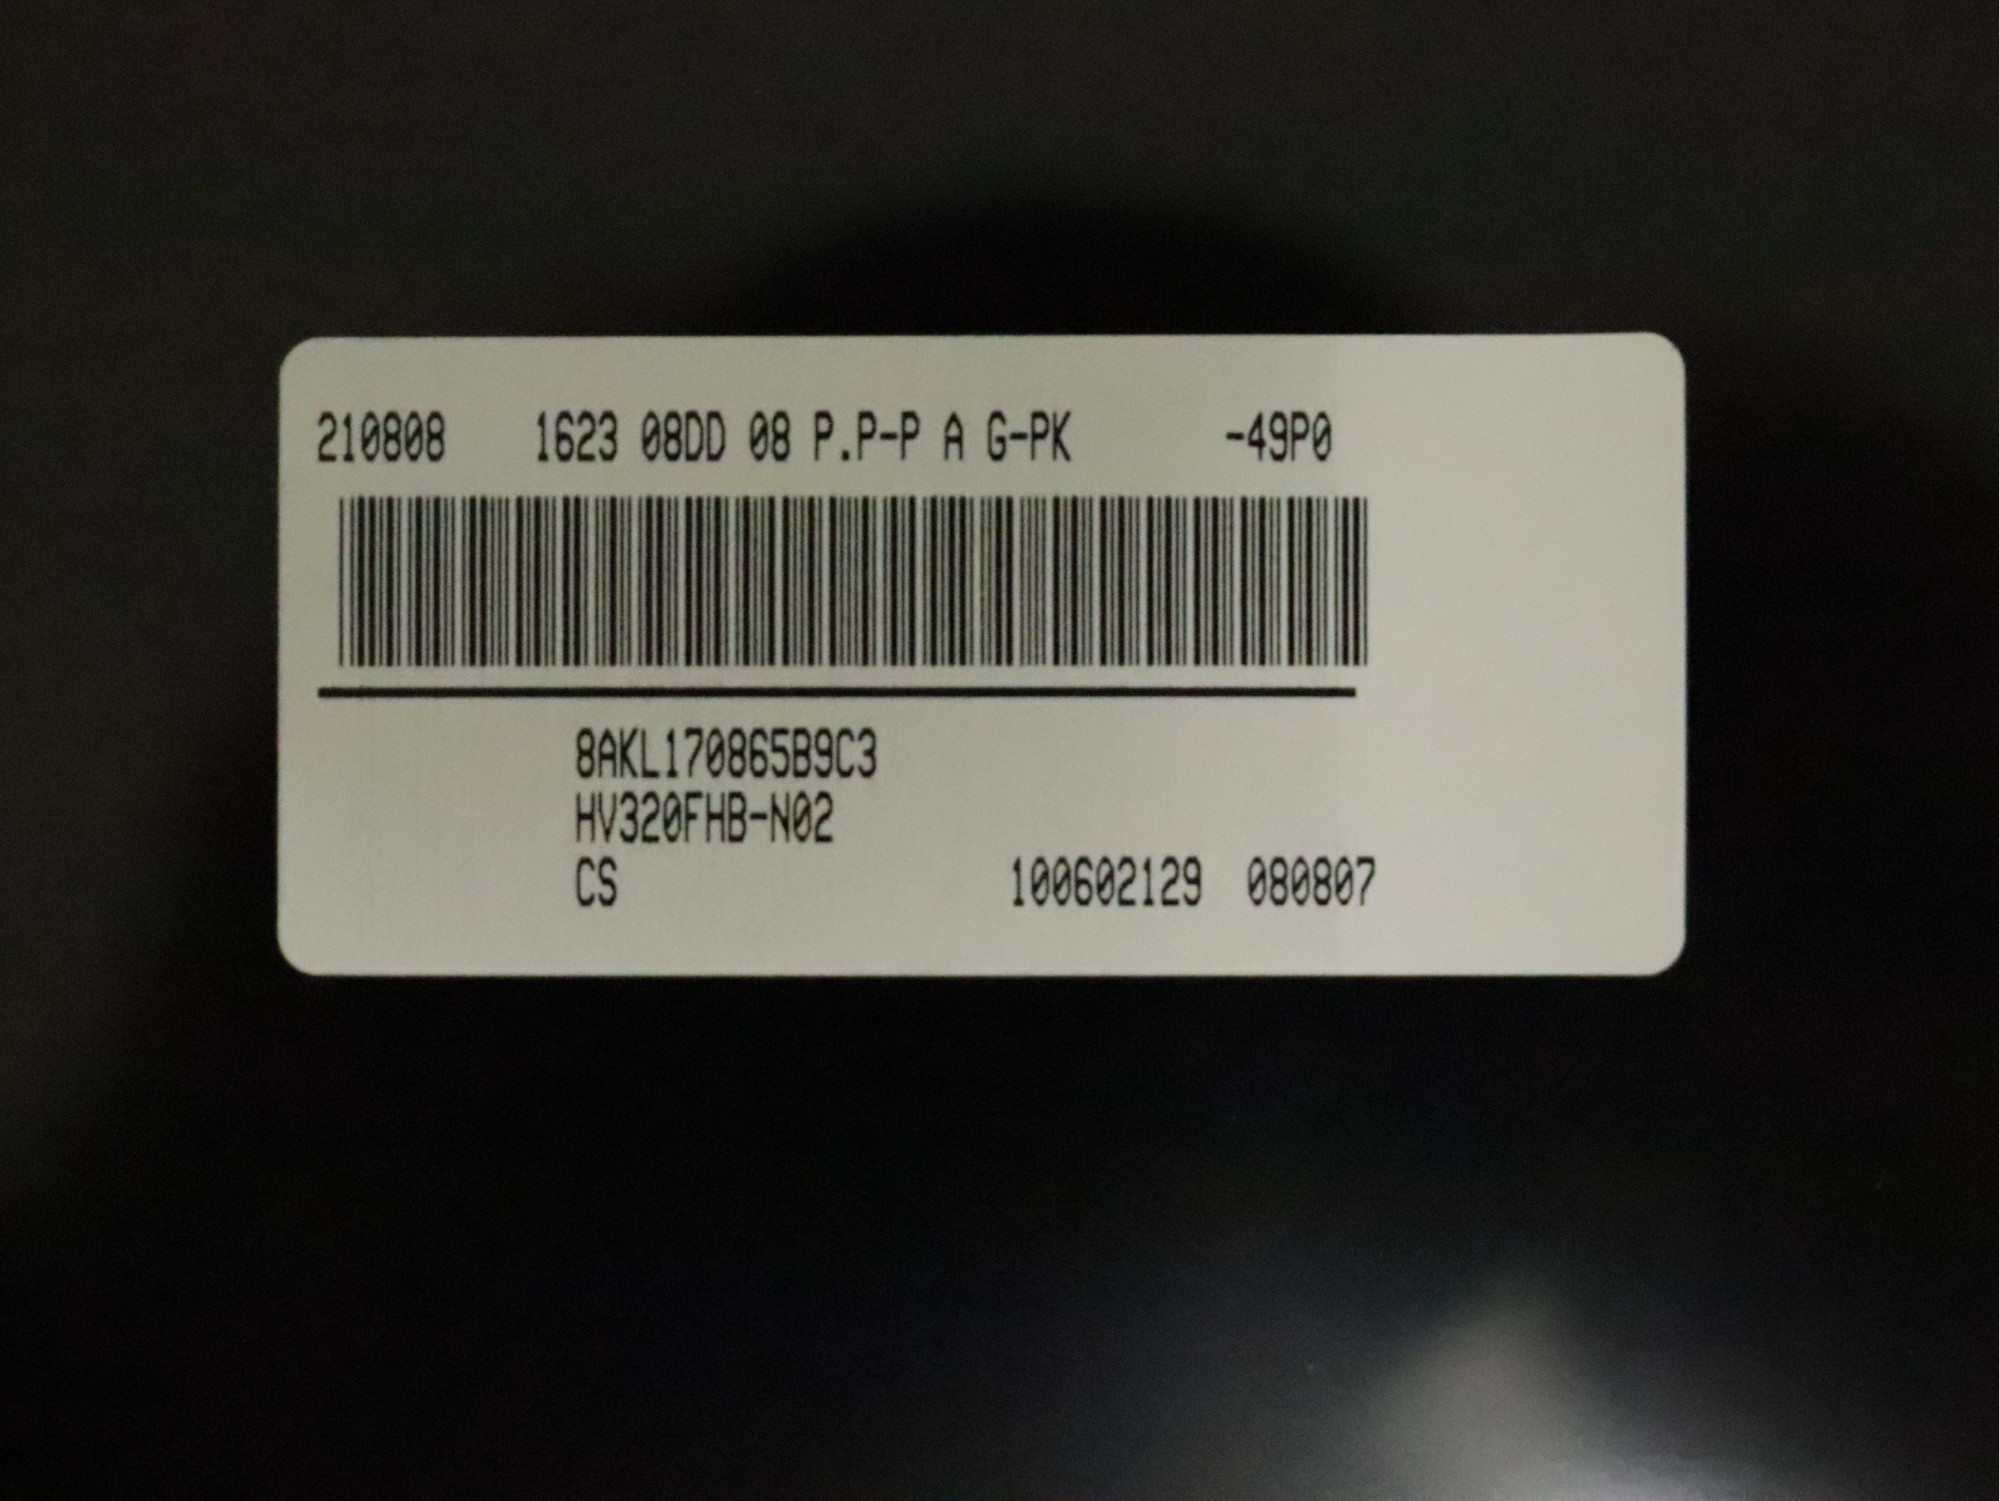 210808 1623 08DD 08 P.P-P A G-PK -49P0
8AKL170865B9C3
HV320FHB-N02
CS 100602129 080807